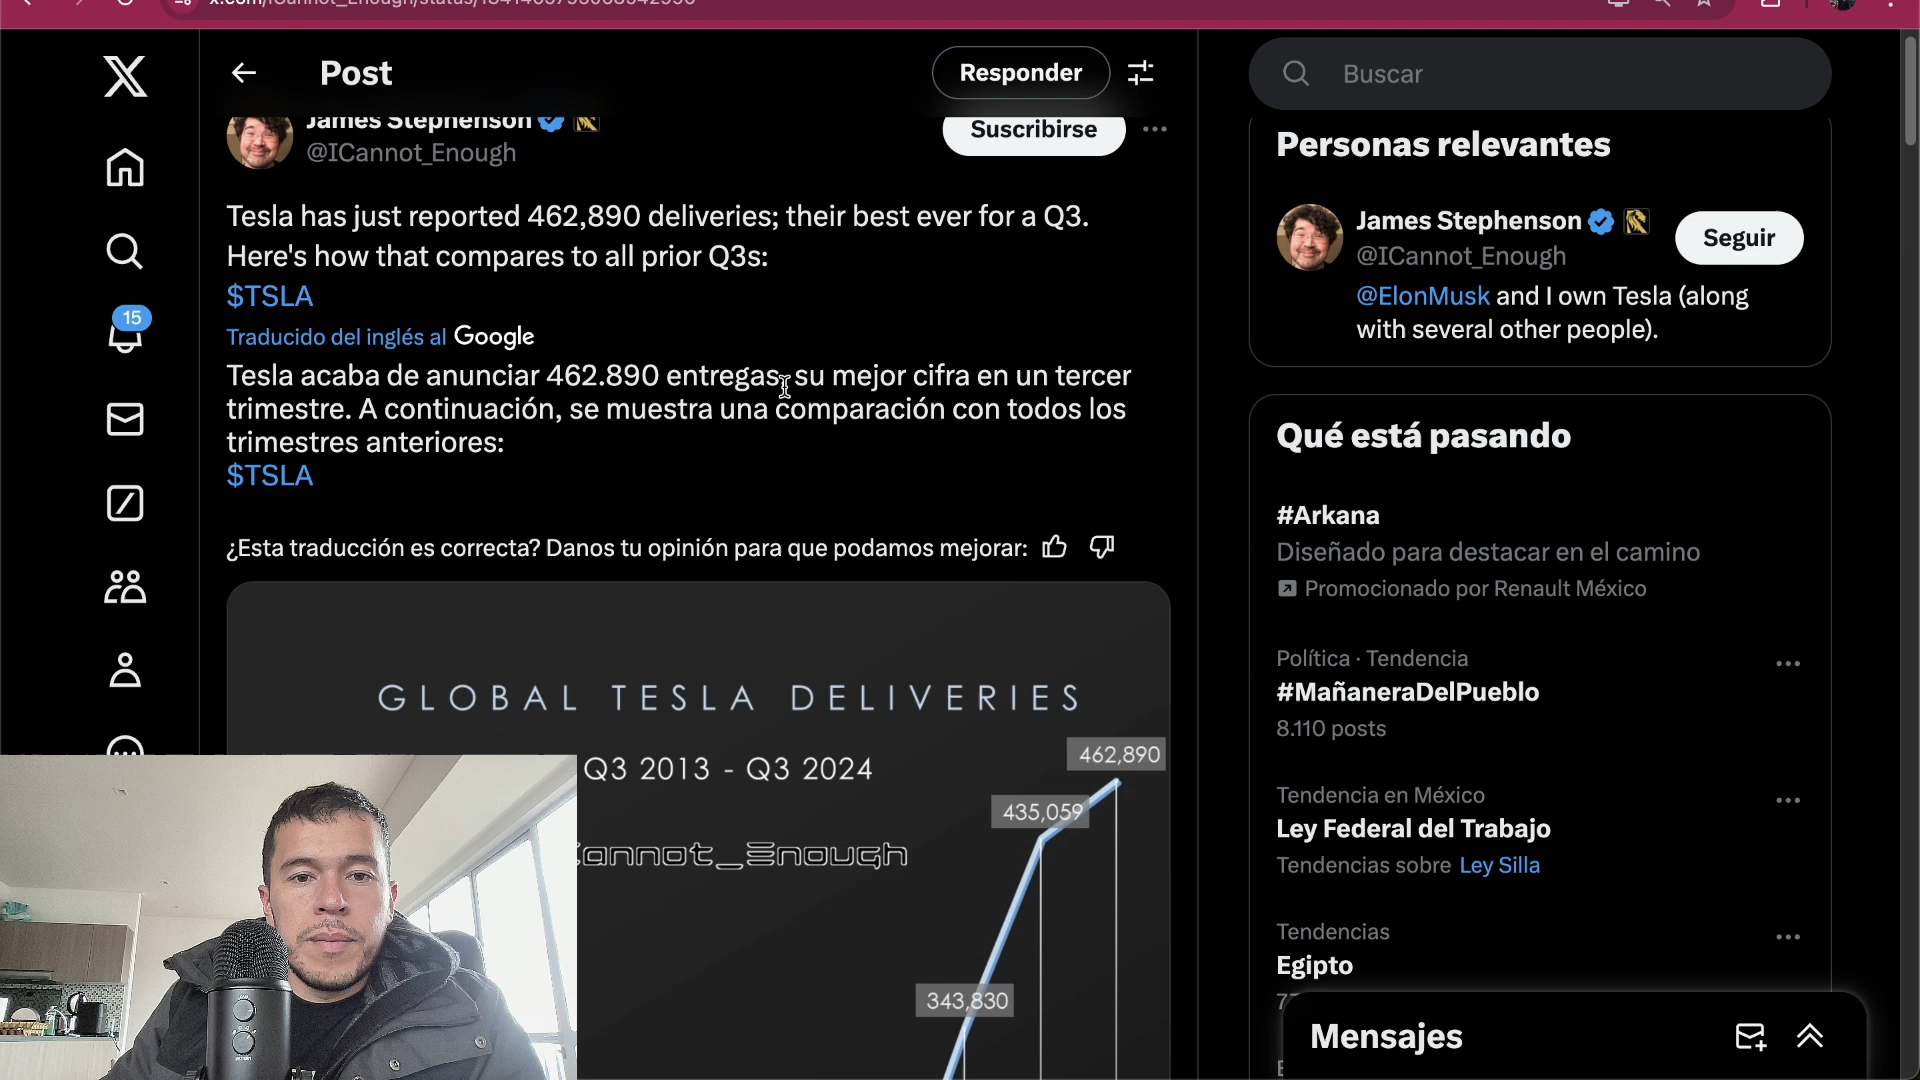 Post
Responder
James Stephenson
@ICannot_Enough
Suscribirse
Tesla has just reported 462,890 deliveries; their best ever for a Q3.
Here's how that compares to all prior Q3s:
$TSLA
Traducido del inglés al Google
Tesla acaba de anunciar 462.890 entregas, su mejor cifra en un tercer
trimestre. A continuación, se muestra una comparación con todos los
trimestres anteriores:
$TSLA
¿Esta traducción es correcta? Danos tu opinión para que podamos mejorar:
GLOBAL TESLA DELIVERIES
Q3 2013 - Q3 2024
annot_Enough
462,890
435,059
343,830
15
Buscar
Personas relevantes
James Stephenson
@ICannot_Enough
Seguir
@ElonMusk and I own Tesla (along
with several other people).
Qué está pasando
#Arkana
Diseñado para destacar en el camino
Promocionado por Renault México
Política · Tendencia
#MañaneraDelPueblo
8.110 posts
Tendencia en México
Ley Federal del Trabajo
Tendencias sobre Ley Silla
Tendencias
Egipto
Mensajes